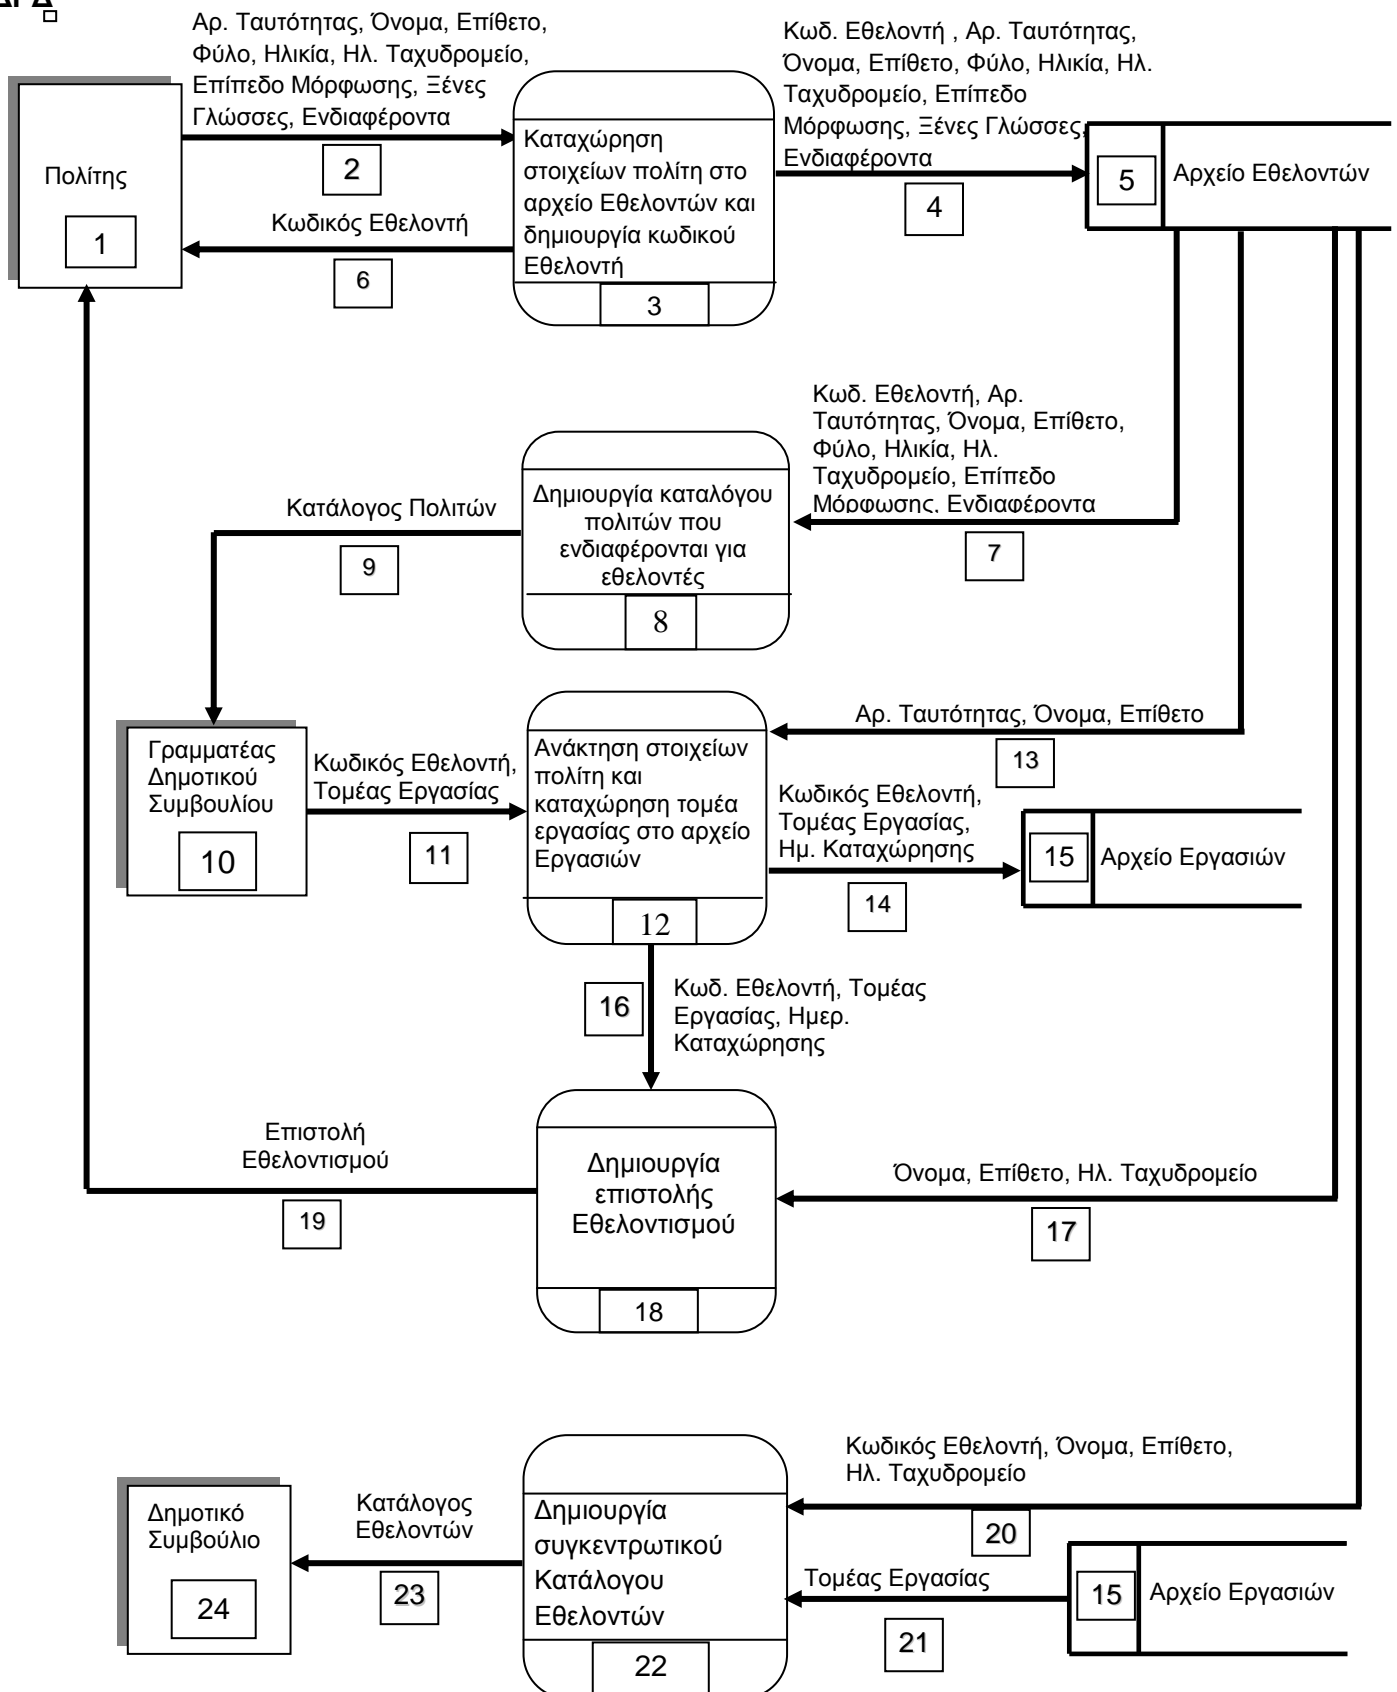 Αρ. Ταυτότητας, Όνομα, Επίθετο,
Φύλο, Ηλικία, Ηλ. Ταχυδρομείο,
Επίπεδο Μόρφωσης, Ξένες
Γλώσσες, Ενδιαφέροντα
2
Κωδ. Εθελοντή , Αρ. Ταυτότητας,
Όνομα, Επίθετο, Φύλο, Ηλικία, Ηλ.
Ταχυδρομείο, Επίπεδο
Μόρφωσης, Ξένες Γλώσσες,
Ενδιαφέροντα
4
Πολίτης
1
Καταχώρηση
στοιχείων πολίτη στο
αρχείο Εθελοντών και
δημιουργία κωδικού
Εθελοντή
3
5
Αρχείο Εθελοντών
Κωδικός Εθελοντή
6
Κωδ. Εθελοντή, Αρ.
Ταυτότητας, Όνομα, Επίθετο,
Φύλο, Ηλικία, Ηλ.
Ταχυδρομείο, Επίπεδο
Μόρφωσης, Ενδιαφέροντα
7
Δημιουργία καταλόγου
πολιτών που
ενδιαφέρονται για
εθελοντές
8
Κατάλογος Πολιτών
9
Γραμματέας
Δημοτικού
Συμβουλίου
10
Κωδικός Εθελοντή,
Τομέας Εργασίας
11
Ανάκτηση στοιχείων
πολίτη και
καταχώρηση τομέα
εργασίας στο αρχείο
Εργασιών
12
Αρ. Ταυτότητας, Όνομα, Επίθετο
13
Κωδικός Εθελοντή,
Τομέας Εργασίας,
Ημ. Καταχώρησης
14
15
Αρχείο Εργασιών
16
Κωδ. Εθελοντή, Τομέας
Εργασίας, Ημερ.
Καταχώρησης
Επιστολή
Εθελοντισμού
19
Δημιουργία
επιστολής
Εθελοντισμού
18
Όνομα, Επίθετο, Ηλ. Ταχυδρομείο
17
Κωδικός Εθελοντή, Όνομα, Επίθετο,
Ηλ. Ταχυδρομείο
20
Δημοτικό
Συμβούλιο
24
Κατάλογος
Εθελοντών
23
Δημιουργία
συγκεντρωτικού
Κατάλογου
Εθελοντών
22
Τομέας Εργασίας
21
15
Αρχείο Εργασιών